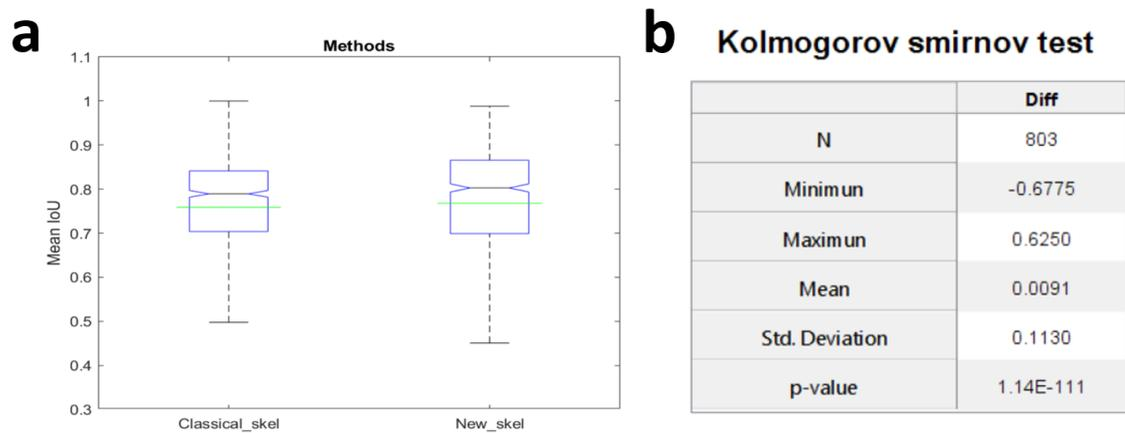 a
Methods
1.1
1
0.9
0.8
0.7
0.6
0.5
0.4
0.3
Mean IoU
Classical_skel New_skel
b
Kolmogorov smirnov test
Diff
N 803
Minimun -0.6775
Maximun 0.6250
Mean 0.0091
Std. Deviation 0.1130
p-value 1.14E-111